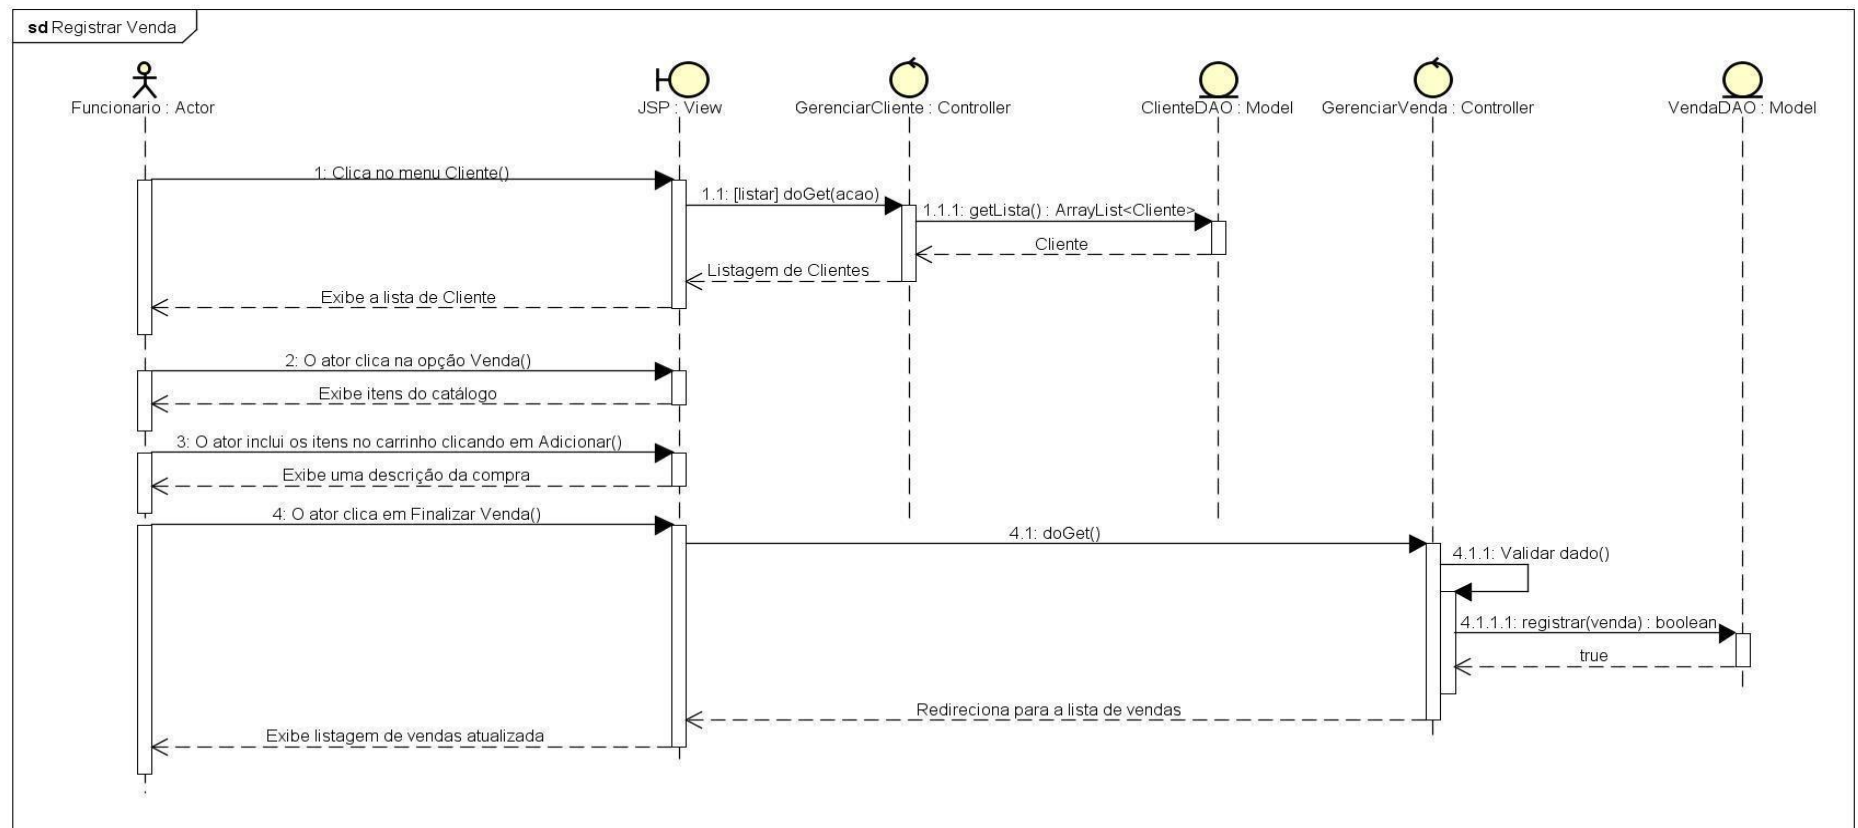 sd Registrar Venda
Funcionario : Actor
JSP : View
GerenciarCliente : Controller
ClienteDAO : Model
GerenciarVenda : Controller
VendaDAO : Model
1: Clica no menu Cliente()
1.1: [listar] doGet(acao)
1.1.1: getLista() : ArrayList<Cliente>
Cliente
Listagem de Clientes
Exibe a lista de Cliente
2: O ator clica na opção Venda()
Exibe itens do catálogo
3: O ator inclui os itens no carrinho clicando em Adicionar()
Exibe uma descrição da compra
4: O ator clica em Finalizar Venda()
4.1: doGet()
4.1.1: Validar dado()
4.1.1.1: registrar(venda) : boolean
true
Redireciona para a lista de vendas
Exibe listagem de vendas atualizada